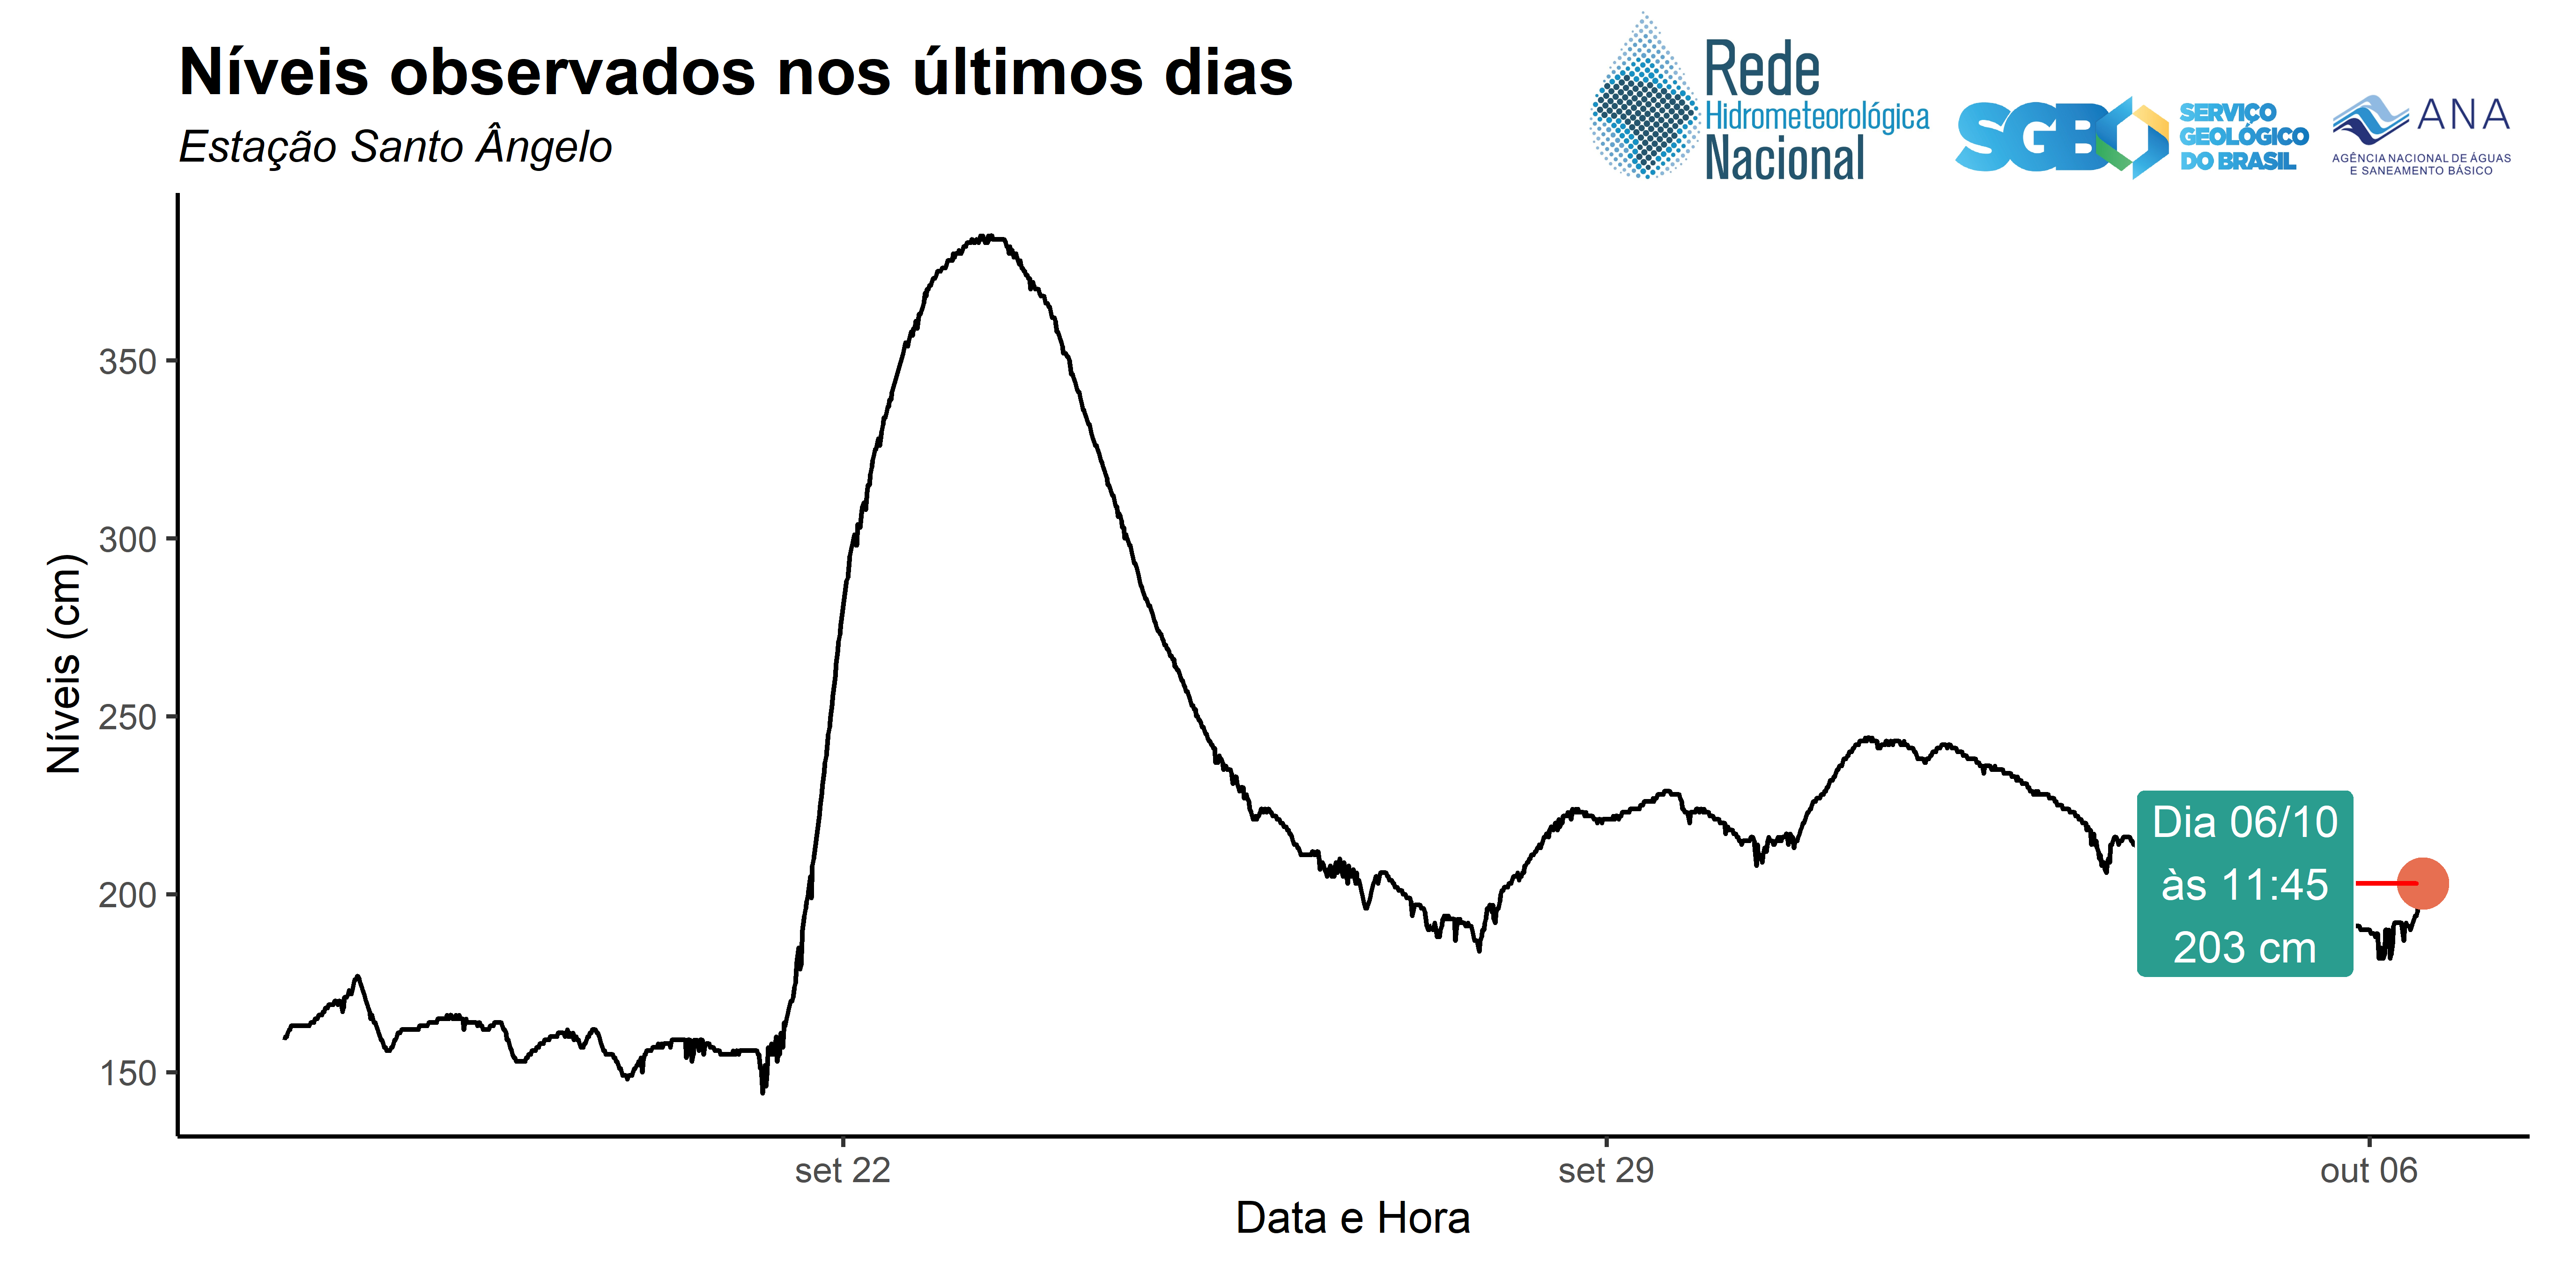 Níveis observados nos últimos dias
Estação Santo Ângelo
Rede
Hidrometeorológica
Nacional
SGB
SERVIÇO
GEOLÓGICO
DO BRASIL
ANA
AGÊNCIA NACIONAL DE ÁGUAS
E SANEAMENTO BÁSICO
Níveis (cm)
350
300
250
200
150
Dia 06/10
às 11:45
203 cm
set 22
set 29
out 06
Data e Hora